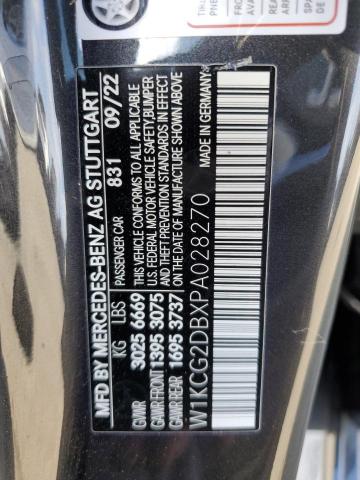 MFD BY MERCEDES-BENZ AG STUTTGART
KG LBS PASSENGER CAR 831 09/22
GVWR 3025 6669 THIS VEHICLE CONFORMS TO ALL APPLICABLE
GAWR FRONT 1395 3075 U.S. FEDERAL MOTOR VEHICLE SAFETY, BUMPER
GAWR REAR 1695 3737 AND THEFT PREVENTION STANDARDS IN EFFECT
ON THE DATE OF MANUFACTURE SHOWN ABOVE
W1KCG2DBXPA028270 MADE IN GERMANY